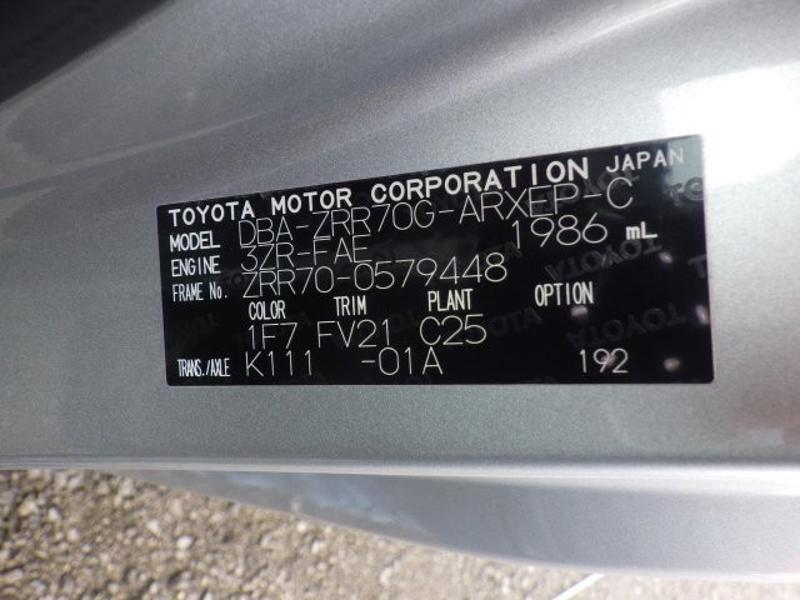 TOYOTA MOTOR CORPORATION JAPAN
MODEL DBA-ZRR70G-ARXEP-C
ENGINE 3ZR-FAE 1986 mL
FRAME No. ZRR70-0579448
COLOR TRIM PLANT OPTION
1F7 FV21 C25
TRANS./AXLE K111 -01A 192